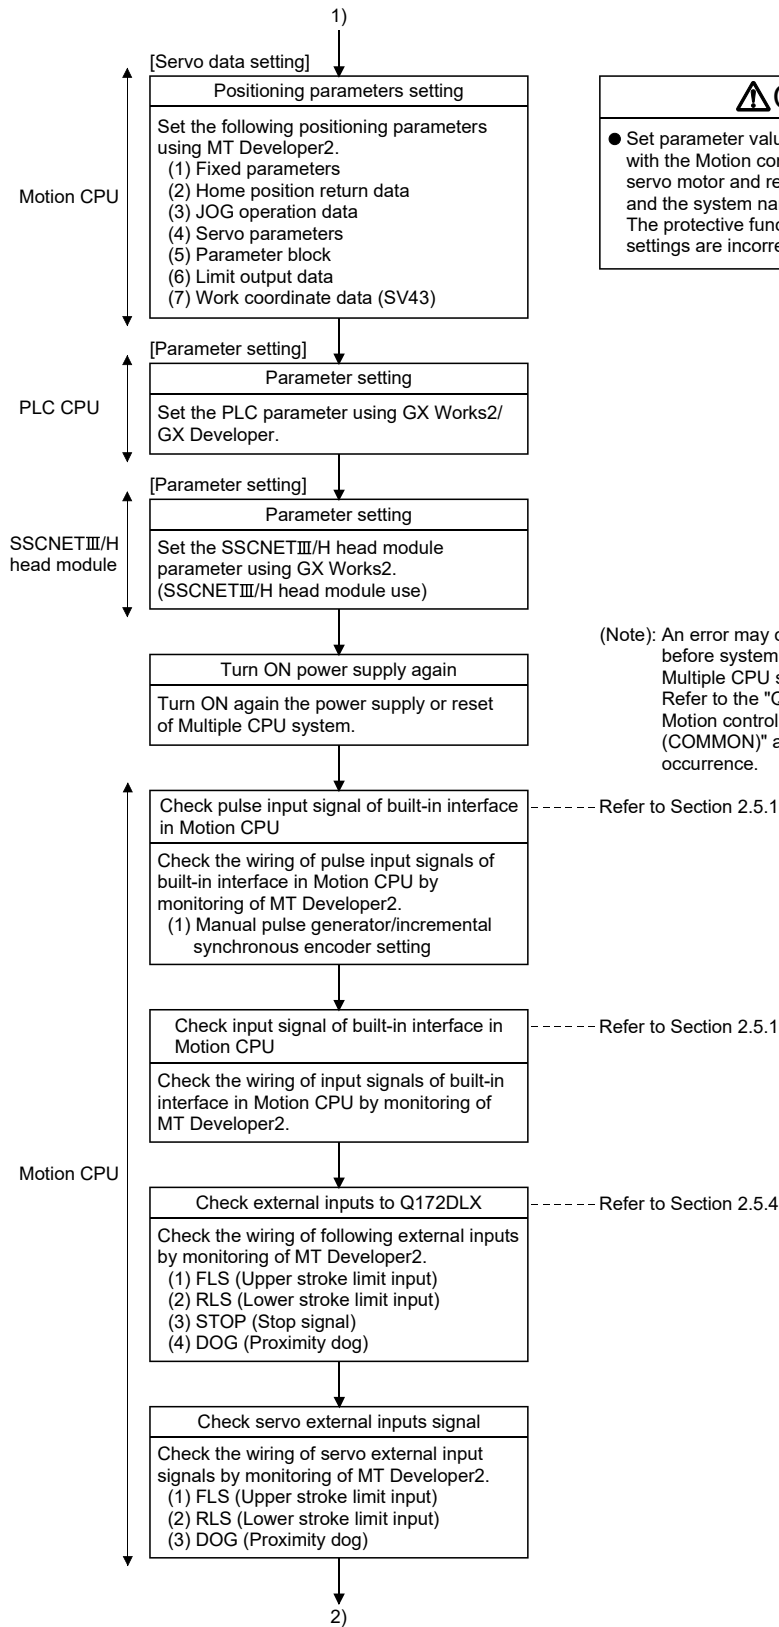 1)
[Servo data setting]
Motion CPU
Positioning parameters setting
Set the following positioning parameters
using MT Developer2.
(1) Fixed parameters
(2) Home position return data
(3) JOG operation data
(4) Servo parameters
(5) Parameter block
(6) Limit output data
(7) Work coordinate data (SV43)
● Set parameter
with the Motion
servo motor and
and the system
The protective
settings are
[Parameter setting]
PLC CPU
Parameter setting
Set the PLC parameter using GX Works2/
GX Developer.
[Parameter setting]
SSCNETⅢ/H
head module
Parameter setting
Set the SSCNETⅢ/H head module
parameter using GX Works2.
(SSCNETⅢ/H head module use)
(Note): An error may
before system
Multiple CPU
Refer to the
Motion
(COMMON)"
occurrence.
Turn ON power supply again
Turn ON again the power supply or reset
of Multiple CPU system.
Motion CPU
Check pulse input signal of built-in interface
in Motion CPU
Refer to Section 2.5.1
Check the wiring of pulse input signals of
built-in interface in Motion CPU by
monitoring of MT Developer2.
(1) Manual pulse generator/incremental
synchronous encoder setting
Check input signal of built-in interface in
Motion CPU
Refer to Section 2.5.1
Check the wiring of input signals of built-in
interface in Motion CPU by monitoring of
MT Developer2.
Check external inputs to Q172DLX
Refer to Section 2.5.4
Check the wiring of following external inputs
by monitoring of MT Developer2.
(1) FLS (Upper stroke limit input)
(2) RLS (Lower stroke limit input)
(3) STOP (Stop signal)
(4) DOG (Proximity dog)
Check servo external inputs signal
Check the wiring of servo external input
signals by monitoring of MT Developer2.
(1) FLS (Upper stroke limit input)
(2) RLS (Lower stroke limit input)
(3) DOG (Proximity dog)
2)